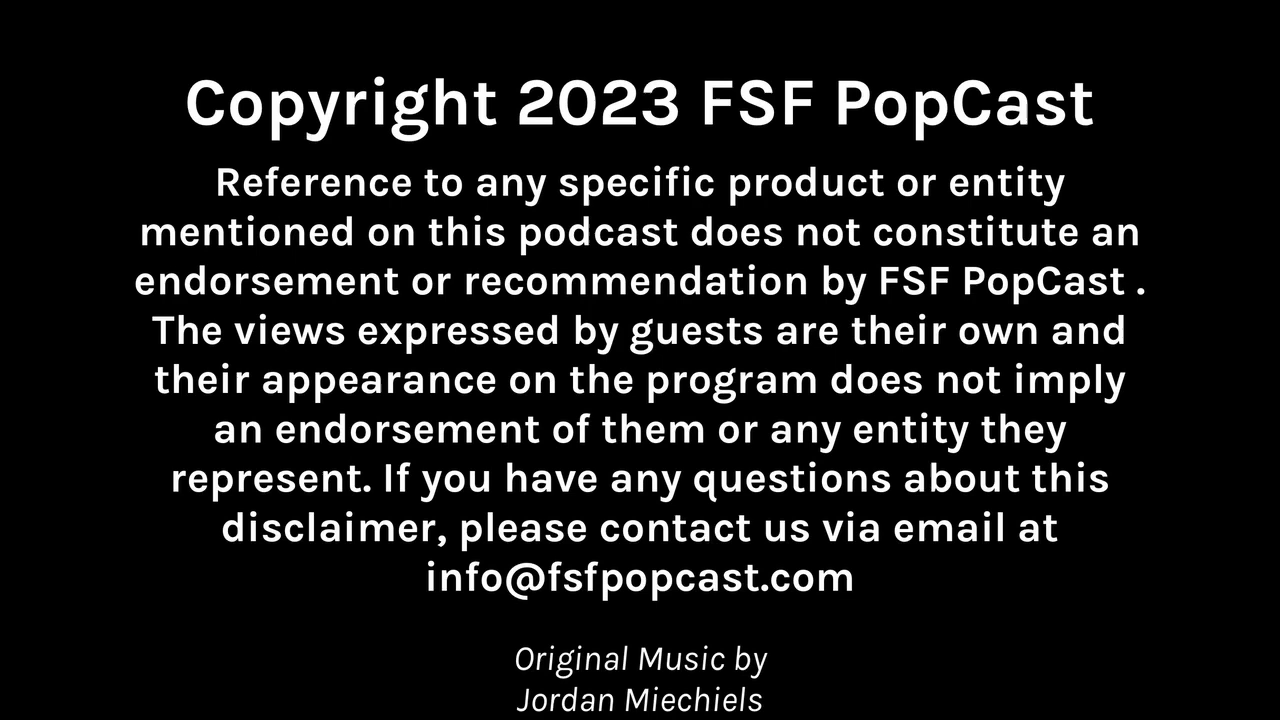 Copyright 2023 FSF PopCast
Reference to any specific product or entity
mentioned on this podcast does not constitute an
endorsement or recommendation by FSF PopCast .
The views expressed by guests are their own and
their appearance on the program does not imply
an endorsement of them or any entity they
represent. If you have any questions about this
disclaimer, please contact us via email at
info@fsfpopcast.com
Original Music by
Jordan Miechiels